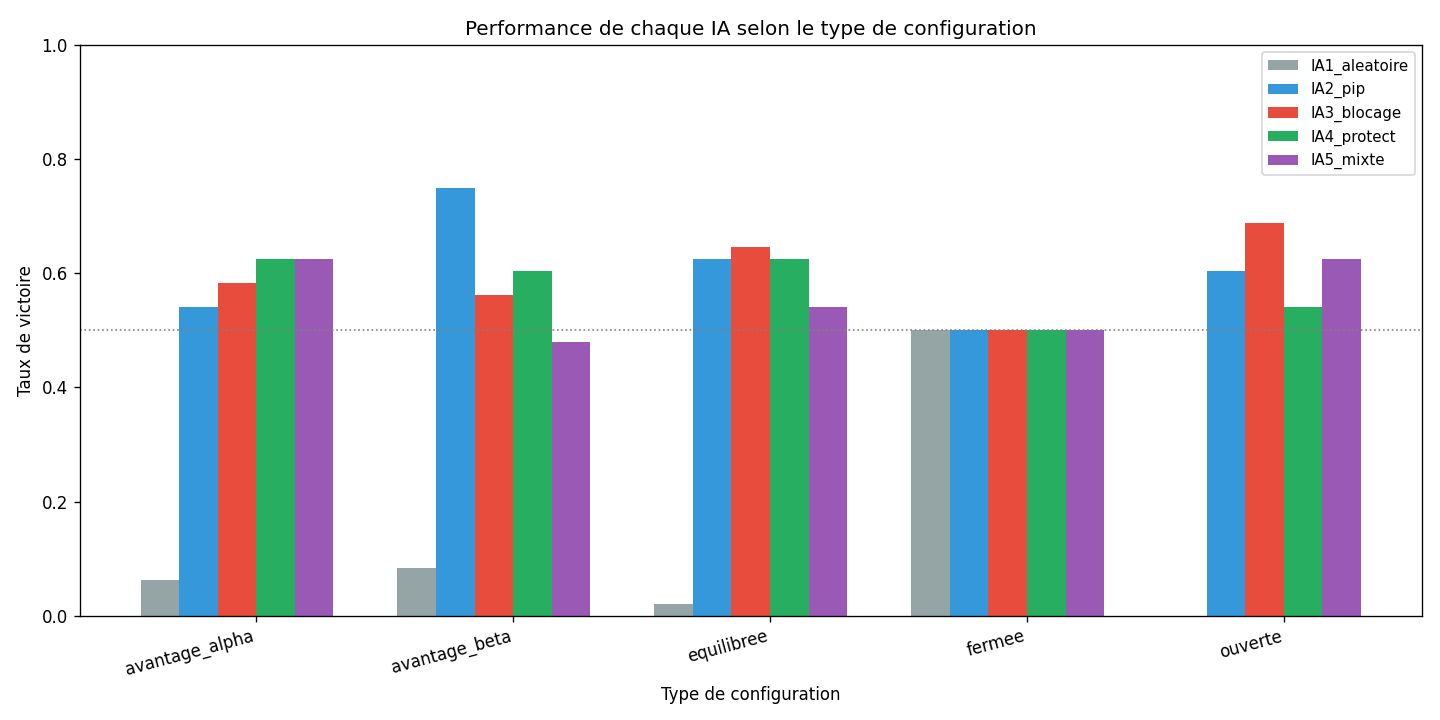 Performance de chaque IA selon le type de configuration
IA1_aleatoire
IA2_pip
IA3_blocage
IA4_protect
IA5_mixte
Taux de victoire
1.0
0.8
0.6
0.4
0.2
0.0
avantage_alpha
avantage_beta
equilibree
fermee
ouverte
Type de configuration